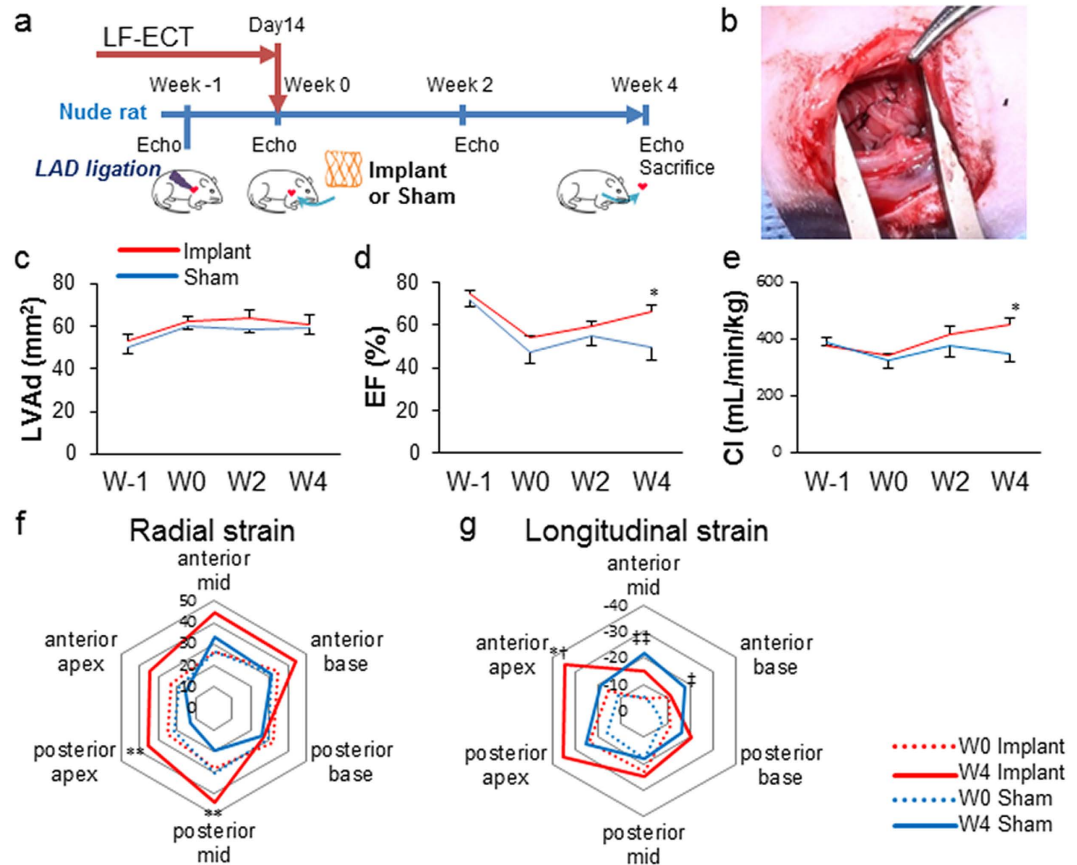 a
b
LF-ECT
Day14
Week -1
Week 0
Week 2
Week 4
Nude rat
Echo
Echo
Echo
Echo
Sacrifice
LAD ligation
Implant
or Sham
c
Implant
Sham
LVAd (mm²)
80
60
40
20
0
W-1 W0 W2 W4
d
EF (%)
80
60
40
20
0
*
W-1 W0 W2 W4
e
CI (mL/min/kg)
600
400
200
0
*
W-1 W0 W2 W4
f
Radial strain
anterior
mid
50
40
30
20
10
0
anterior
apex
anterior
base
posterior
apex
**
posterior
base
**
posterior
mid
g
Longitudinal strain
anterior
mid
-40
-30
-20
-10
0
‡‡
anterior
apex
*†
‡
anterior
base
posterior
apex
posterior
base
posterior
mid
W0 Implant
W4 Implant
W0 Sham
W4 Sham